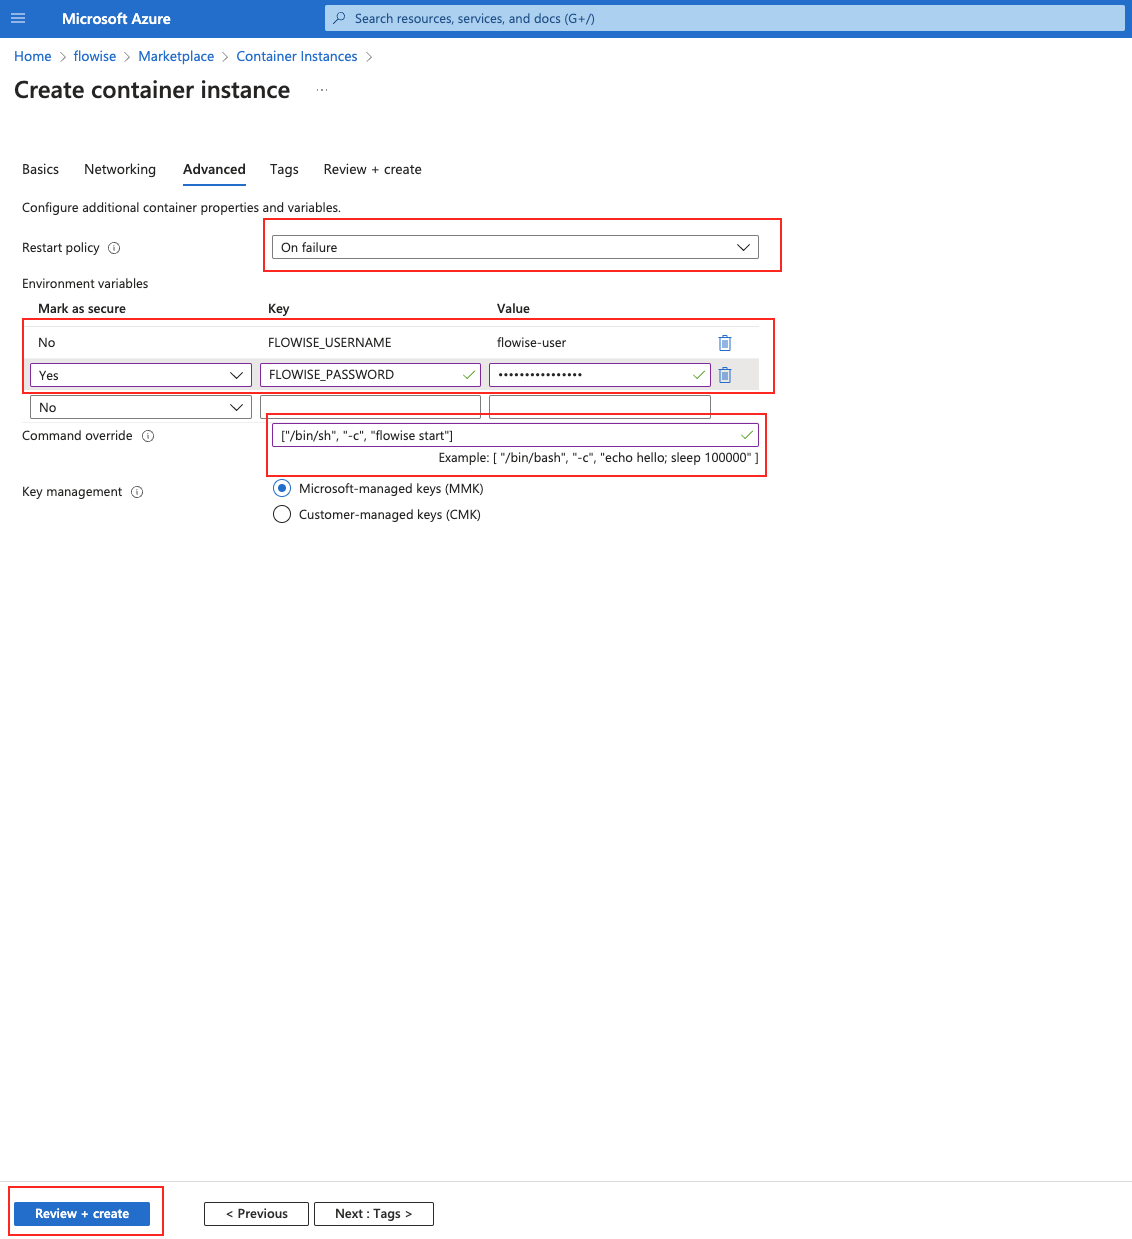 Microsoft Azure
Search resources, services, and docs (G+/)
Home > flowise > Marketplace > Container Instances >
Create container instance ...
Basics Networking Advanced Tags Review + create
Configure additional container properties and variables.
Restart policy On failure
Environment variables
Mark as secure Key Value
No FLOWISE_USERNAME flowise-user
Yes FLOWISE_PASSWORD ••••••••••••••••
No
Command override ["/bin/sh", "-c", "flowise start"]
Example: [ "/bin/bash", "-c", "echo hello; sleep 100000" ]
Key management Microsoft-managed keys (MMK)
Customer-managed keys (CMK)
Review + create < Previous Next : Tags >